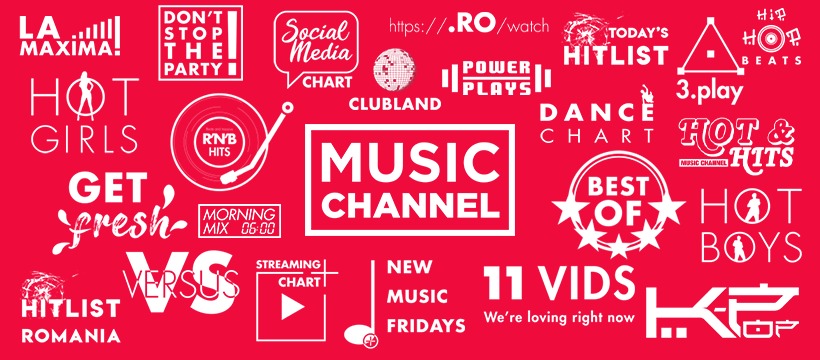 LA
MAXIMA!
DON'T
STOP
THE
PARTY!
Social
Media
CHART
https://.RO/watch
TODAY'S
HITLIST
3.play
HIP
HOP
BEATS
HOT
GIRLS
RNB
HITS
CLUBLAND
POWER
PLAYS
DANCE
CHART
HOT &
HITS
MUSIC CHANNEL
MUSIC
CHANNEL
GET
fresh
MORNING
MIX 06:00
BEST
OF
HOT
BOYS
HITLIST
ROMANIA
VS
VERSUS
STREAMING
CHART
NEW
MUSIC
FRIDAYS
11 VIDS
We're loving right now
K-POP